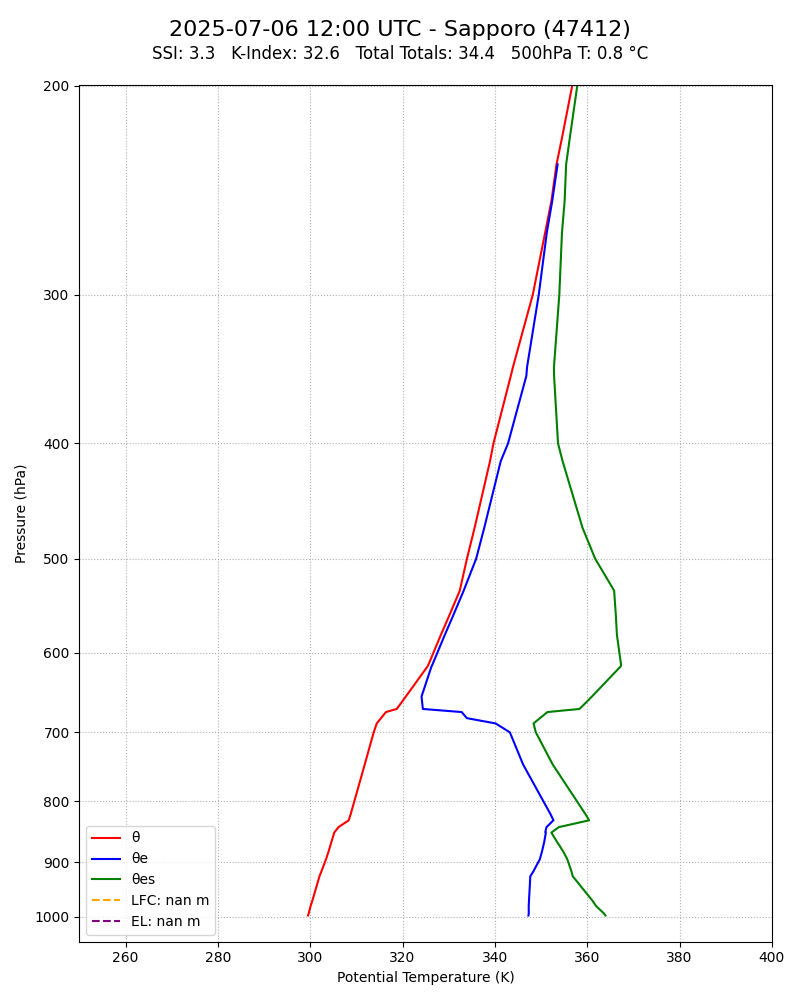 2025-07-06 12:00 UTC - Sapporo (47412)
SSI: 3.3   K-Index: 32.6   Total Totals: 34.4   500hPa T: 0.8 °C
200
300
400
500
600
700
800
900
1000
Pressure (hPa)
θ
θe
θes
LFC: nan m
EL: nan m
260 280 300 320 340 360 380 400
Potential Temperature (K)